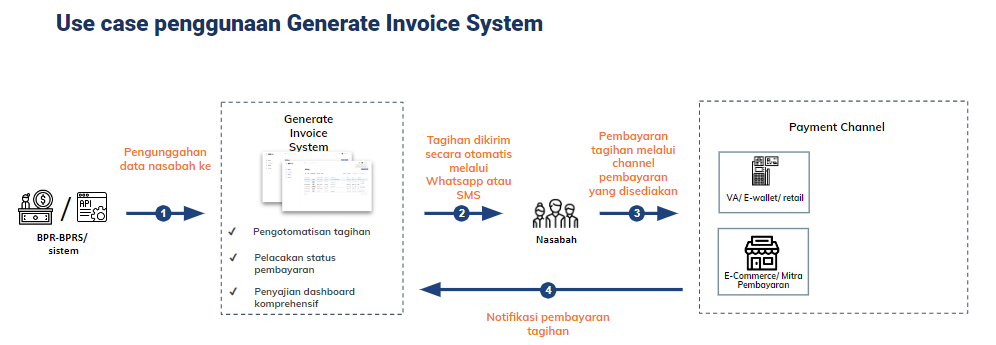 Use case penggunaan Generate Invoice System
Pengunggahan
data nasabah ke
1
API
BPR-BPRS/
sistem
Generate
Invoice
System
Pengotomatisan tagihan
Pelacakan status
pembayaran
Penyajian dashboard
komprehensif
Tagihan dikirim
secara otomatis
melalui
Whatsapp atau
SMS
2
Nasabah
Pembayaran
tagihan melalui
channel
pembayaran
yang disediakan
3
Payment Channel
VA/ E-wallet/ retail
E-Commerce/ Mitra
Pembayaran
4
Notifikasi pembayaran
tagihan